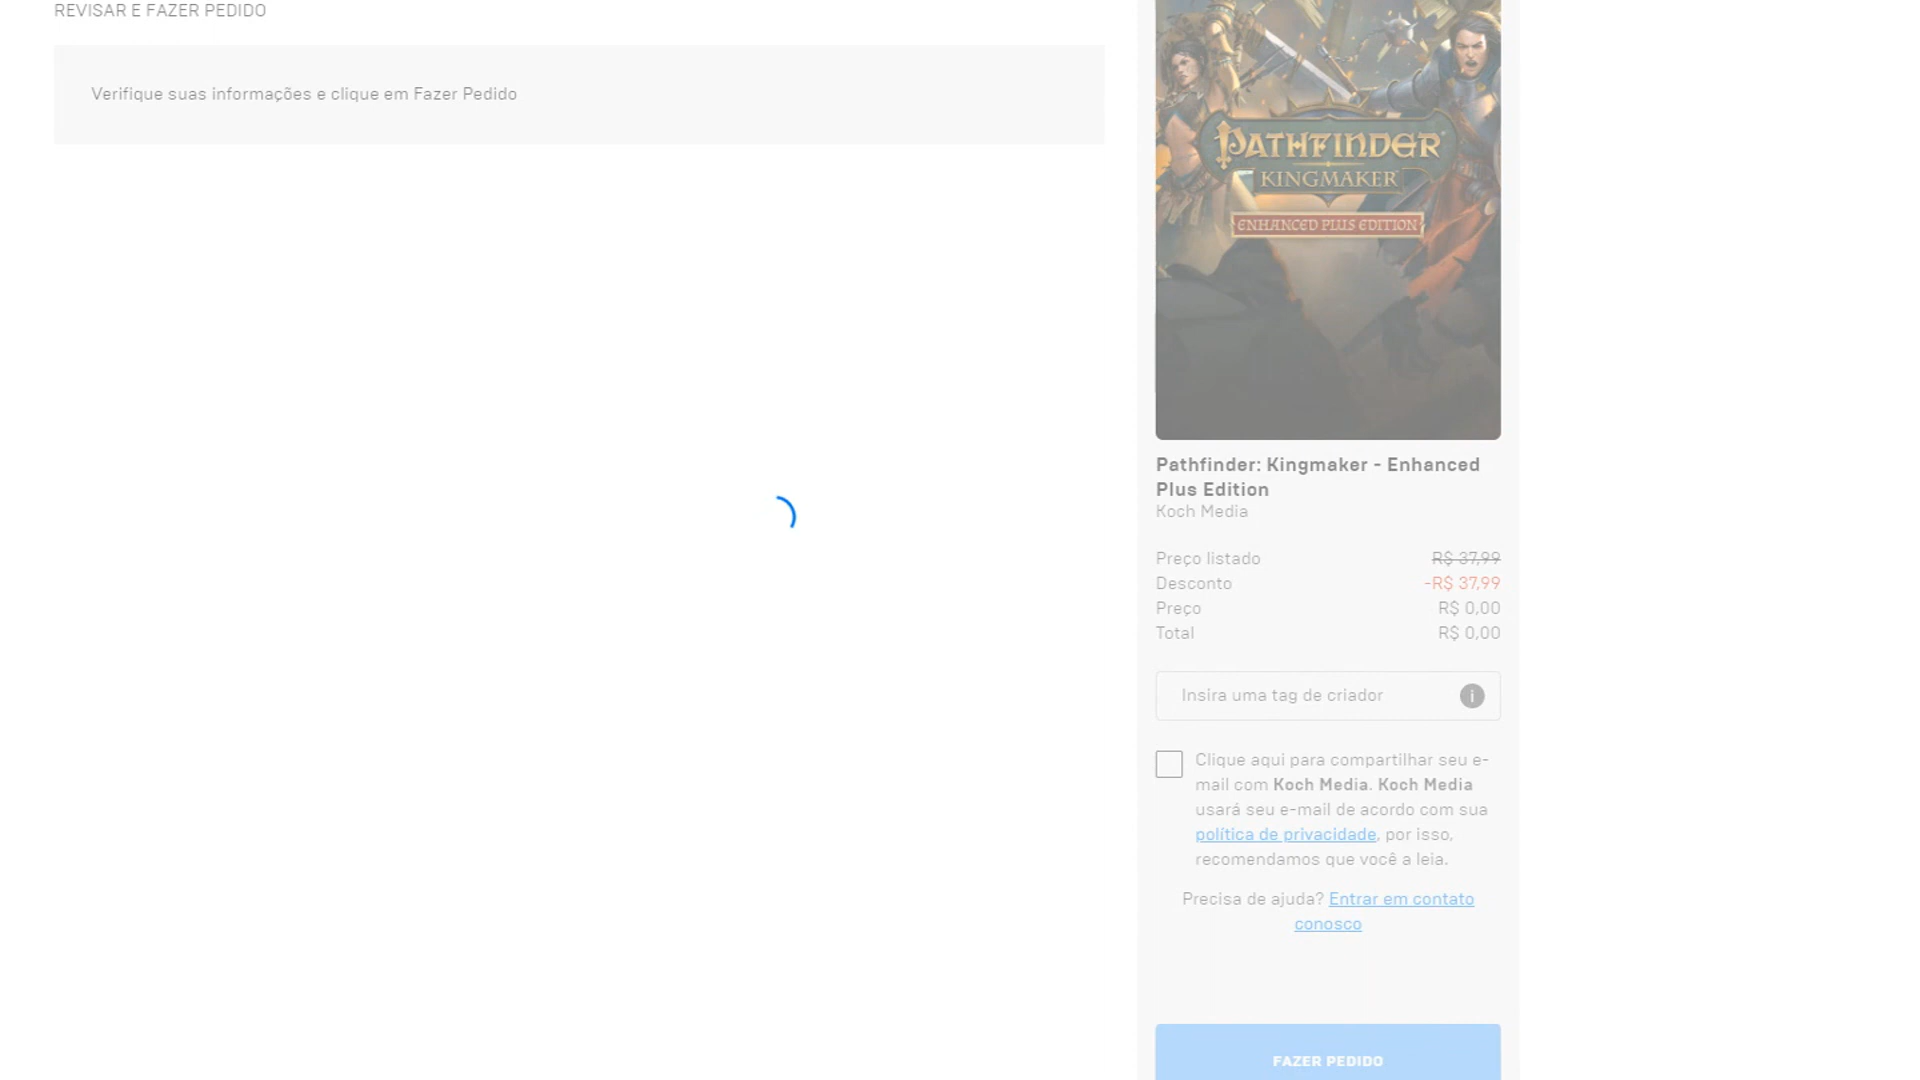 REVISAR E FAZER PEDIDO
Verifique suas informações e clique em Fazer Pedido
PATHFINDER
KINGMAKER
ENHANCED PLUS EDITION
Pathfinder: Kingmaker - Enhanced
Plus Edition
Koch Media
Preço listado R$ 37,99
Desconto -R$ 37,99
Preço R$ 0,00
Total R$ 0,00
Insira uma tag de criador
Clique aqui para compartilhar seu e-
mail com Koch Media. Koch Media
usará seu e-mail de acordo com sua
política de privacidade, por isso,
recomendamos que você a leia.
Precisa de ajuda? Entrar em contato
conosco
FAZER PEDIDO